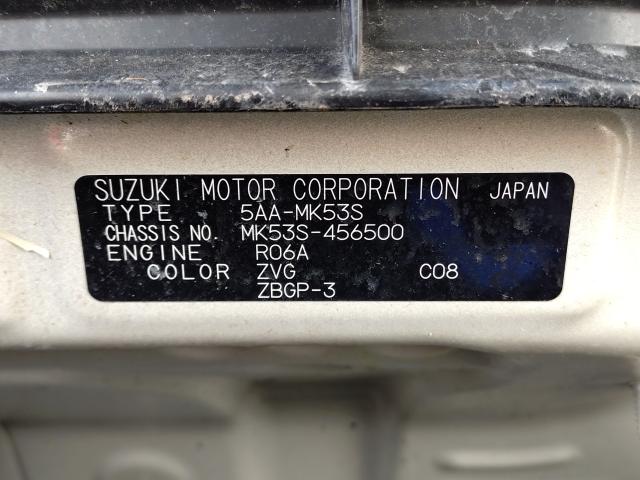 SUZUKI MOTOR CORPORATION JAPAN
TYPE 5AA-MK53S
CHASSIS NO. MK53S-456500
ENGINE R06A
COLOR ZVG C08
ZBGP-3